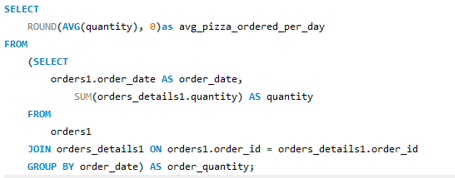 SELECT
ROUND(AVG(quantity), 0)as avg_pizza_ordered_per_day
FROM
(SELECT
orders1.order_date AS order_date,
SUM(orders_details1.quantity) AS quantity
FROM
orders1
JOIN orders_details1 ON orders1.order_id = orders_details1.order_id
GROUP BY order_date) AS order_quantity;